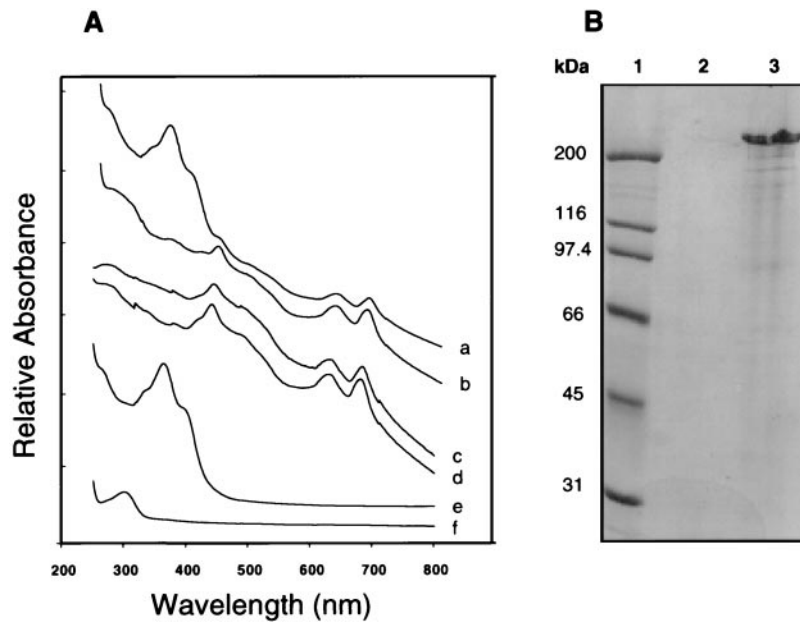 A
Relative Absorbance
a
b
c
d
e
f
200 300 400 500 600 700 800
Wavelength (nm)
B
kDa 1 2 3
200
116
97.4
66
45
31